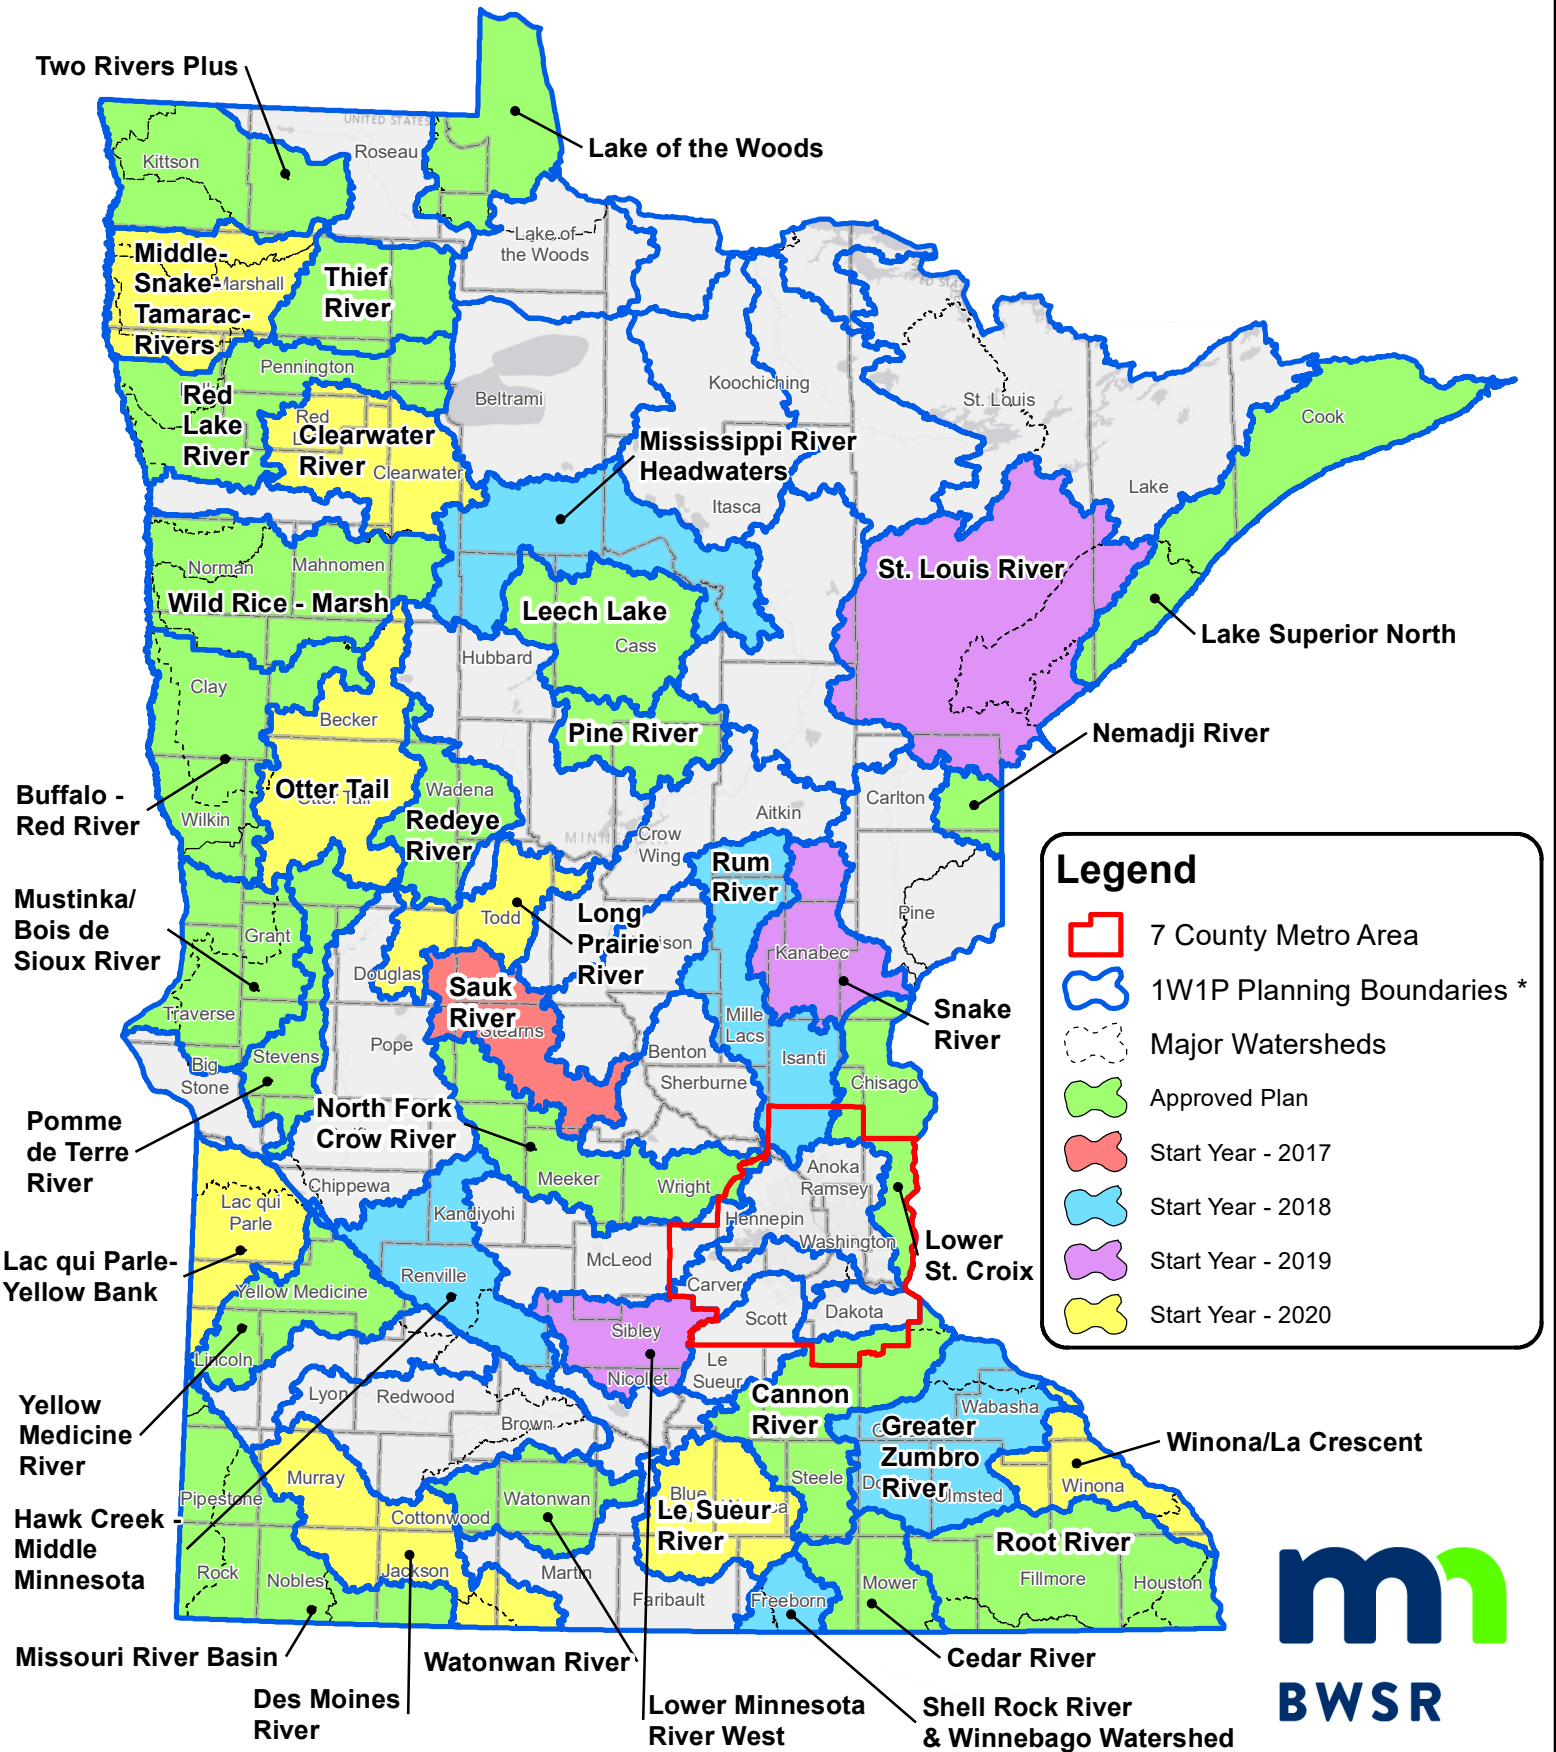 Two Rivers Plus
UNITED STATES
Kittson
Roseau
Lake of the Woods
Lake of
the Woods
Middle-
Snake-
Tamarac-
Rivers
Marshall
Thief
River
Pennington
Red
Lake
River
Red
Clearwater
River
Clearwater
Beltrami
Koochiching
St. Louis
Cook
Lake
Mississippi River
Headwaters
Itasca
Norman
Mahnomen
Wild Rice - Marsh
Leech Lake
Cass
St. Louis River
Lake Superior North
Hubbard
Clay
Becker
Pine River
Nemadji River
Otter Tail
Otter Tail
Wadena
Redeye
River
Buffalo -
Red River
Wilkin
Carlton
Aitkin
Crow
Wing
Rum
River
Legend
7 County Metro Area
1W1P Planning Boundaries *
Major Watersheds
Approved Plan
Start Year - 2017
Start Year - 2018
Start Year - 2019
Start Year - 2020
Mustinka/
Bois de
Sioux River
Grant
Todd
Long
Prairie
River
Pine
Kanabec
Douglas
Sauk
River
Stearns
Snake
River
Traverse
Mille
Lacs
Pope
Stevens
Big
Stone
Benton
Isanti
Sherburne
Chisago
Pomme
de Terre
River
North Fork
Crow River
Anoka
Ramsey
Meeker
Wright
Chippewa
Lac qui
Parle
Kandiyohi
Hennepin
Washington
Lower
St. Croix
Lac qui Parle-
Yellow Bank
McLeod
Renville
Carver
Yellow Medicine
Scott
Dakota
Sibley
Lincoln
Nicollet
Le
Sueur
Lyon
Redwood
Cannon
River
Wabasha
Yellow
Medicine
River
Brown
Greater
Zumbro
River
Winona/La Crescent
Murray
Steele
Olmsted
Winona
Pipestone
Watonwan
Cottonwood
Blue
Le Sueur
River
Hawk Creek -
Middle
Minnesota
Root River
Rock
Nobles
Jackson
Martin
Faribault
Freeborn
Mower
Fillmore
Houston
Missouri River Basin
Watonwan River
Cedar River
Des Moines
River
Lower Minnesota
River West
Shell Rock River
& Winnebago Watershed
mn
BWSR